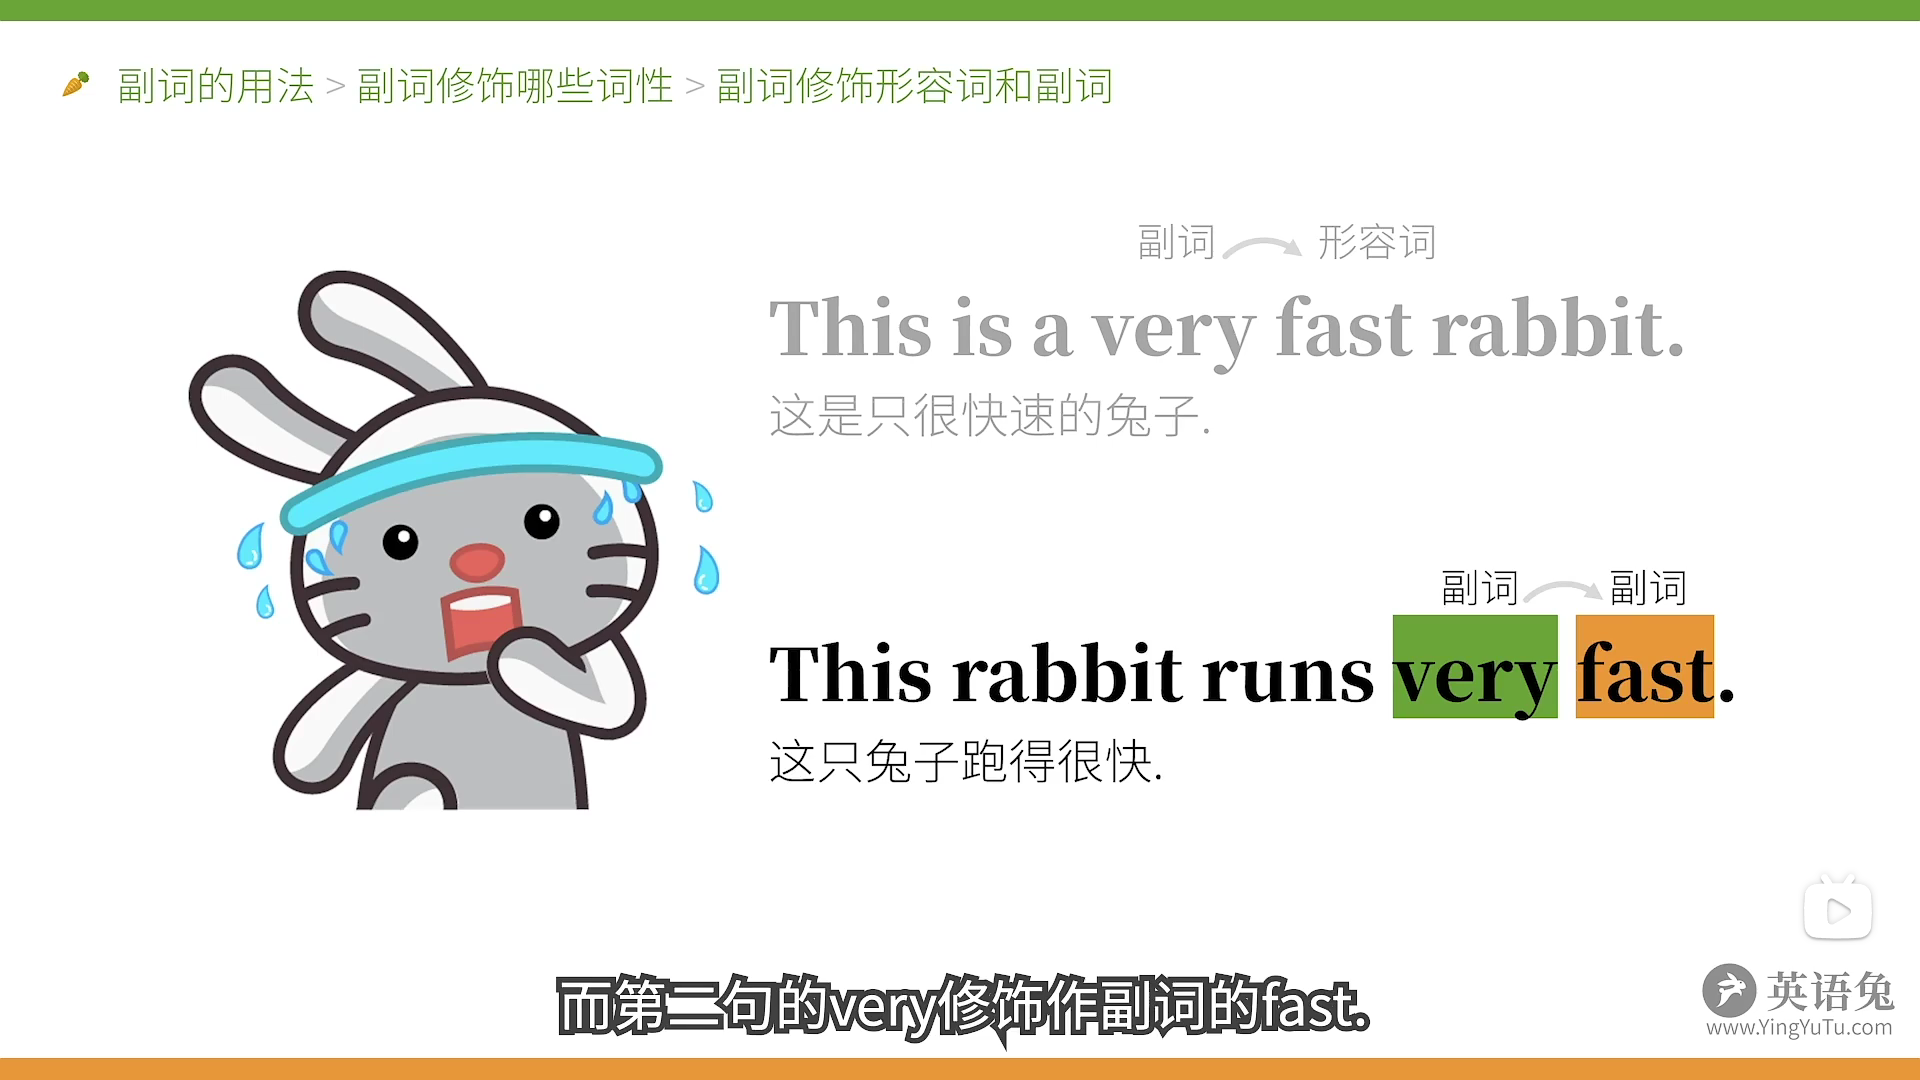 副词的用法 > 副词修饰哪些词性 > 副词修饰形容词和副词
副词 形容词
This is a very fast rabbit.
这是只很快速的兔子.
副词 副词
This rabbit runs very fast.
这只兔子跑得很快.
而第二句的very修饰作副词的fast.
英语兔
www.YingYuTu.com